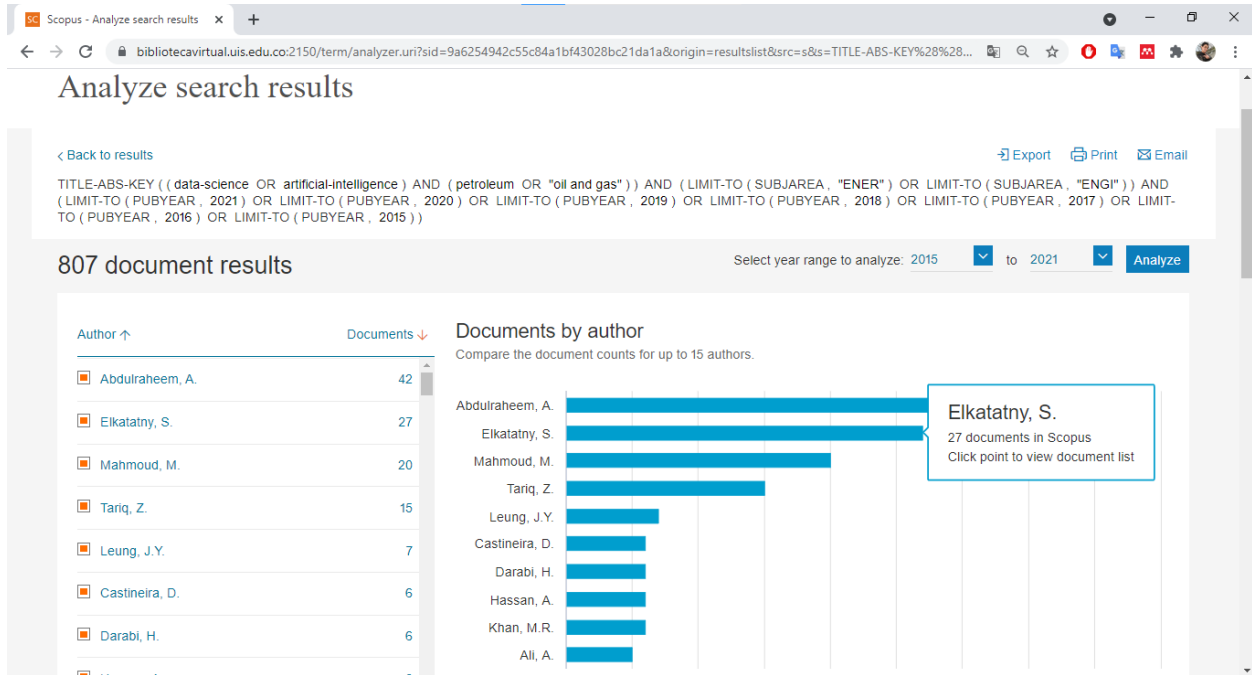 SC Scopus - Analyze search results × +
bibliotecavirtual.uis.edu.co:2150/term/analyzer.uri?sid=9a6254942c55c84a1bf43028bc21da1a&origin=resultslist&src=s&s=TITLE-ABS-KEY%28%28...
Analyze search results
Back to results
Export Print Email
TITLE-ABS-KEY ( ( data-science OR artificial-intelligence ) AND ( petroleum OR "oil and gas" ) ) AND ( LIMIT-TO ( SUBJAREA , "ENER" ) OR LIMIT-TO ( SUBJAREA , "ENGI" ) ) AND
( LIMIT-TO ( PUBYEAR , 2021 ) OR LIMIT-TO ( PUBYEAR , 2020 ) OR LIMIT-TO ( PUBYEAR , 2019 ) OR LIMIT-TO ( PUBYEAR , 2018 ) OR LIMIT-TO ( PUBYEAR , 2017 ) OR LIMIT-
TO ( PUBYEAR , 2016 ) OR LIMIT-TO ( PUBYEAR , 2015 ) )
807 document results
Select year range to analyze: 2015 to 2021 Analyze
Author Documents
Abdulraheem, A. 42
Elkatatny, S. 27
Mahmoud, M. 20
Tariq, Z. 15
Leung, J.Y. 7
Castineira, D. 6
Darabi, H. 6
Documents by author
Compare the document counts for up to 15 authors.
Abdulraheem, A.
Elkatatny, S.
Mahmoud, M.
Tariq, Z.
Leung, J.Y.
Castineira, D.
Darabi, H.
Hassan, A.
Khan, M.R.
Ali, A.
Elkatatny, S.
27 documents in Scopus
Click point to view document list